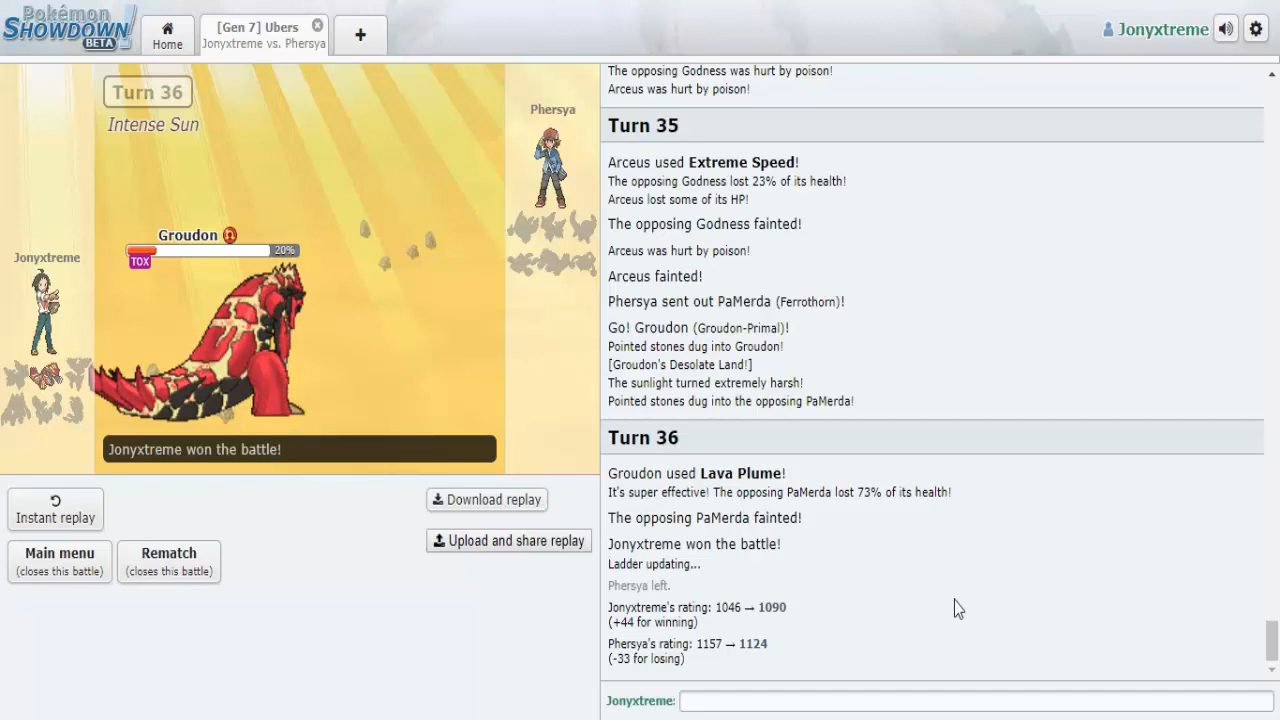 Pokémon
SHOWDOWN!
BETA
Home
[Gen 7] Ubers
Jonyxtreme vs. Phersya
+
Jonyxtreme
Turn 36
Intense Sun
Phersya
Groudon
20%
TOX
Jonyxtreme
Jonyxtreme won the battle!
Instant replay
Download replay
Upload and share replay
Main menu
(closes this battle)
Rematch
(closes this battle)
The opposing Godness was hurt by poison!
Arceus was hurt by poison!
Turn 35
Arceus used Extreme Speed!
The opposing Godness lost 23% of its health!
Arceus lost some of its HP!
The opposing Godness fainted!
Arceus was hurt by poison!
Arceus fainted!
Phersya sent out PaMerda (Ferrothorn)!
Go! Groudon (Groudon-Primal)!
Pointed stones dug into Groudon!
[Groudon's Desolate Land!]
The sunlight turned extremely harsh!
Pointed stones dug into the opposing PaMerda!
Turn 36
Groudon used Lava Plume!
It's super effective! The opposing PaMerda lost 73% of its health!
The opposing PaMerda fainted!
Jonyxtreme won the battle!
Ladder updating...
Phersya left.
Jonyxtreme's rating: 1046 → 1090
(+44 for winning)
Phersya's rating: 1157 → 1124
(-33 for losing)
Jonyxtreme: